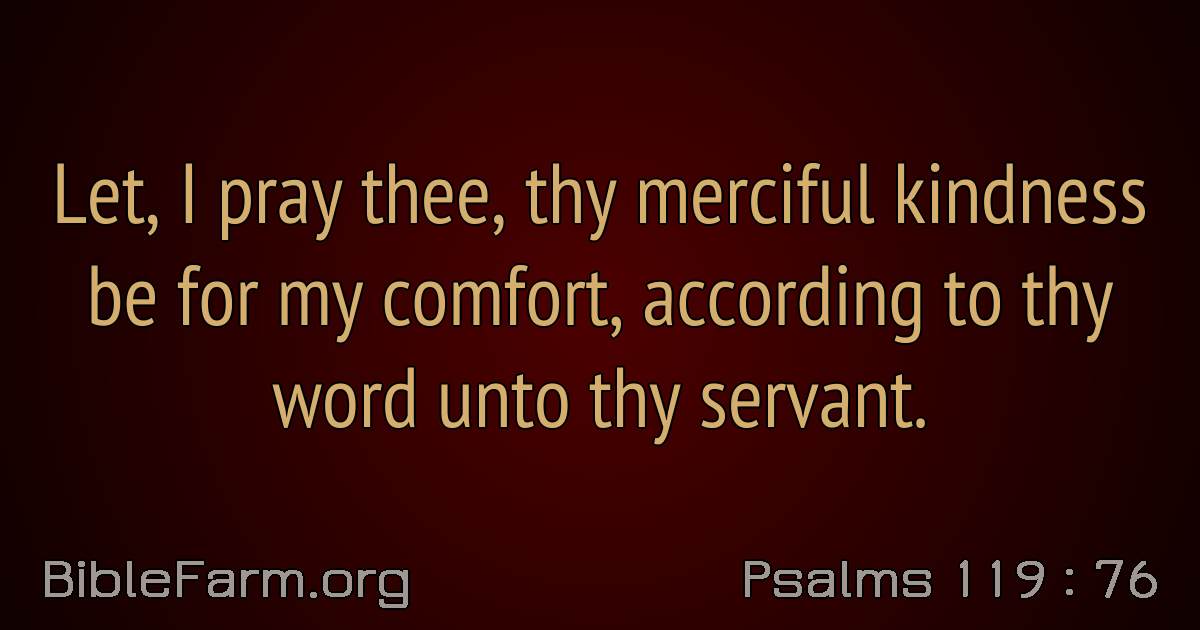 Let, I pray thee, thy merciful kindness
be for my comfort, according to thy
word unto thy servant.
BibleFarm.org
Psalms 119 : 76